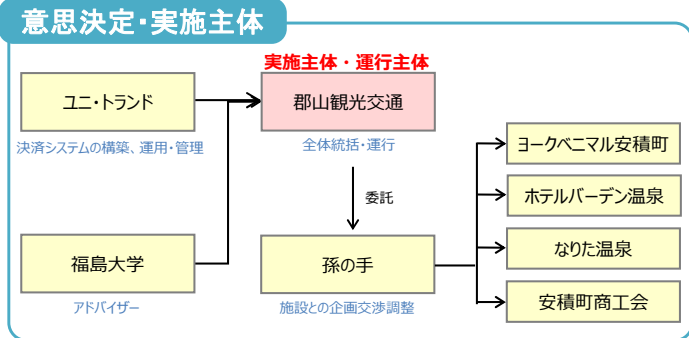 意思決定・実施主体
実施主体・運行主体
ユニ・トランド
郡山観光交通
決済システムの構築、運用・管理
全体統括・運行
委託
福島大学
孫の手
アドバイザー
施設との企画交渉調整
ヨークベニマル安積町
ホテルバーデン温泉
なりた温泉
安積町商工会